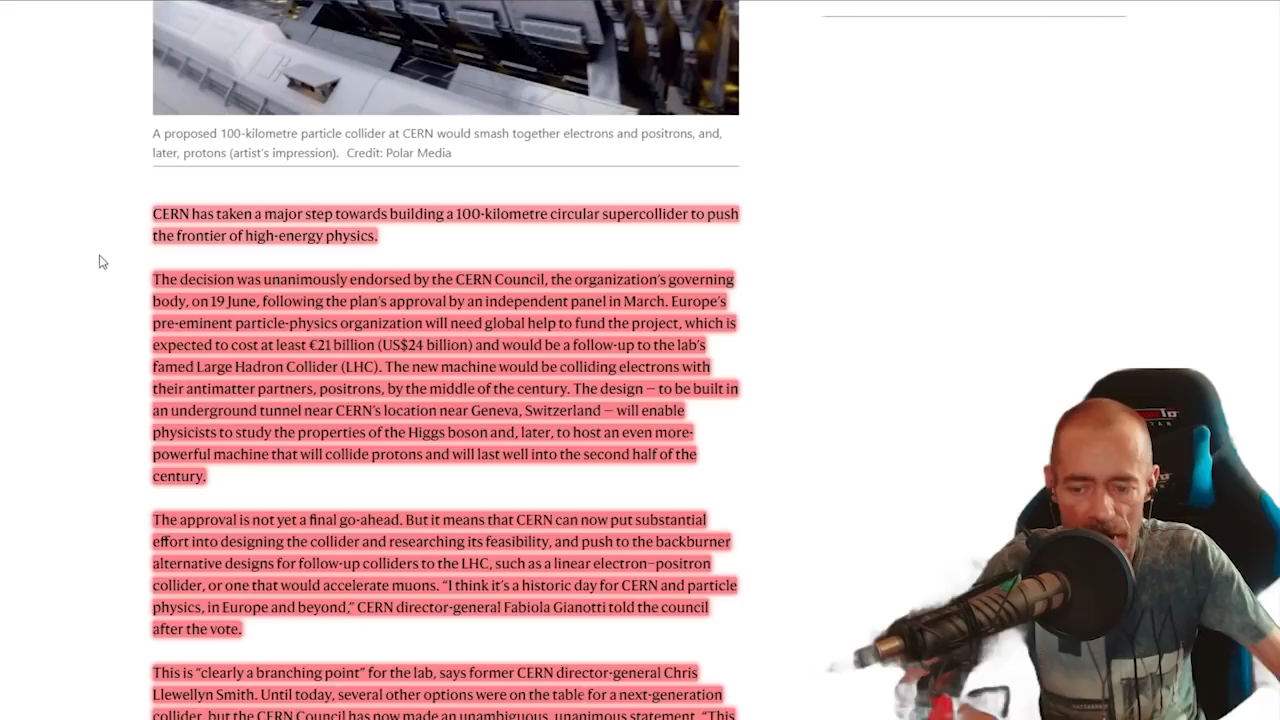 A proposed 100-kilometre particle collider at CERN would smash together electrons and positrons, and,
later, protons (artist's impression). Credit: Polar Media
CERN has taken a major step towards building a 100-kilometre circular supercollider to push
the frontier of high-energy physics.
The decision was unanimously endorsed by the CERN Council, the organization's governing
body, on 19 June, following the plan's approval by an independent panel in March. Europe's
pre-eminent particle-physics organization will need global help to fund the project, which is
expected to cost at least €21 billion (US$24 billion) and would be a follow-up to the lab's
famed Large Hadron Collider (LHC). The new machine would be colliding electrons with
their antimatter partners, positrons, by the middle of the century. The design — to be built in
an underground tunnel near CERN's location near Geneva, Switzerland — will enable
physicists to study the properties of the Higgs boson and, later, to host an even more-
powerful machine that will collide protons and will last well into the second half of the
century.
The approval is not yet a final go-ahead. But it means that CERN can now put substantial
effort into designing the collider and researching its feasibility, and push to the backburner
alternative designs for follow-up colliders to the LHC, such as a linear electron–positron
collider, or one that would accelerate muons. “I think it's a historic day for CERN and particle
physics, in Europe and beyond,” CERN director-general Fabiola Gianotti told the council
after the vote.
This is “clearly a branching point” for the lab, says former CERN director-general Chris
Llewellyn Smith. Until today, several other options were on the table for a next-generation
collider, but the CERN Council has now made an unambiguous, unanimous statement. “This